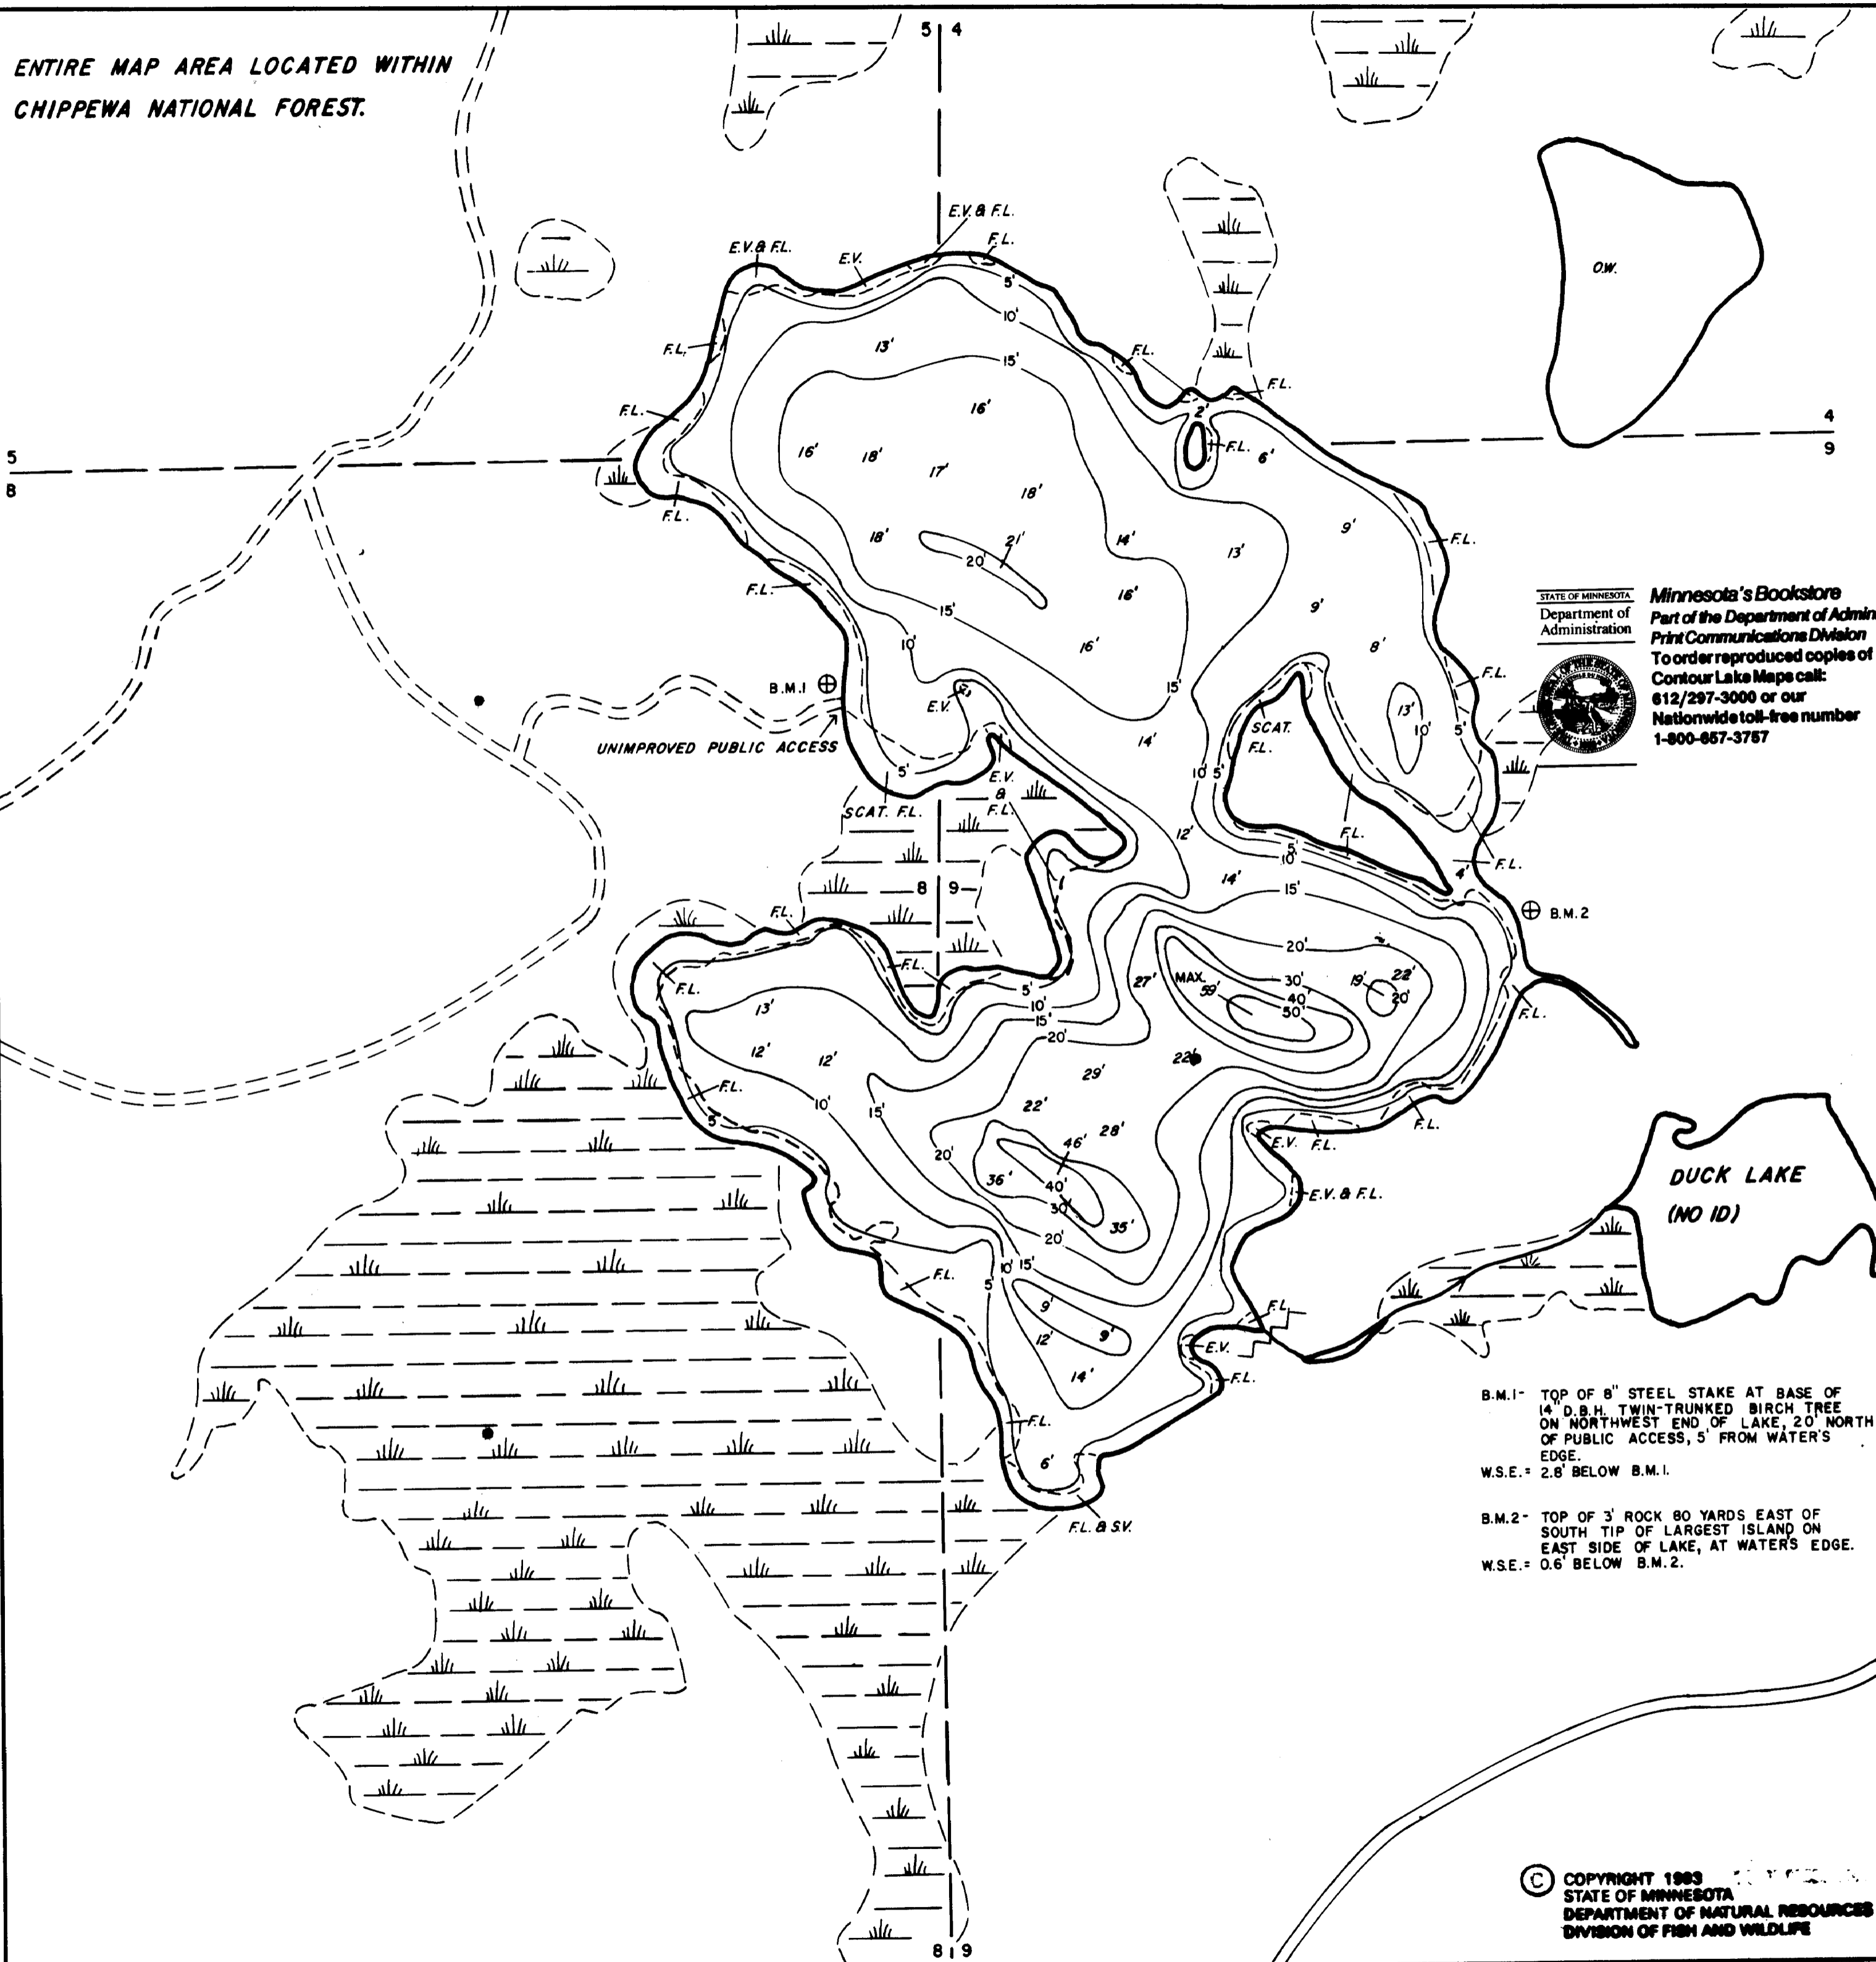 ENTIRE MAP AREA LOCATED WITHIN
CHIPPEWA NATIONAL FOREST.
5 4
E.V. & F.L.
F.L.
E.V. & F.L.
E.V.
5'
10'
O.W.
F.L.
13'
15'
F.L.
F.L.
F.L.
16'
2'
4
9
5
8
16'
18'
17'
F.L.
6'
18'
F.L.
9'
18'
21'
20'
14'
13'
F.L.
F.L.
16'
15'
9'
10'
16'
8'
STATE OF MINNESOTA
Department of
Administration
Minnesota's Bookstore
Part of the Department of Admin
Print Communications Division
To order reproduced copies of
Contour Lake Maps call:
612/297-3000 or our
Nationwide toll-free number
1-800-657-3757
B.M.1
15'
F.L.
E.V.
13'
UNIMPROVED PUBLIC ACCESS
14'
SCAT.
F.L.
10'
5'
5'
10' 5'
E.V.
&
F.L.
SCAT. F.L.
12'
F.L.
5'
10'
F.L.
4'
8 9
14'
15'
F.L.
B.M.2
F.L.
20'
F.L.
5'
27'
MAX.
59'
30'
40'
50'
19'
22'
20'
13'
10'
15'
20'
F.L.
12'
12'
22'
29'
F.L.
5'
10'
15'
22'
28'
F.L.
E.V.
F.L.
46'
20'
36'
40'
30'
35'
E.V. & F.L.
DUCK LAKE
(NO ID)
20'
10' 15'
5'
F.L.
9'
12'
9'
F.L.
E.V.
14'
F.L.
F.L.
6'
F.L. & S.V.
B.M.1- TOP OF 8" STEEL STAKE AT BASE OF
14" D.B.H. TWIN-TRUNKED BIRCH TREE
ON NORTHWEST END OF LAKE, 20' NORTH
OF PUBLIC ACCESS, 5' FROM WATER'S
EDGE.
W.S.E.= 2.8' BELOW B.M.1.
B.M.2- TOP OF 3' ROCK 80 YARDS EAST OF
SOUTH TIP OF LARGEST ISLAND ON
EAST SIDE OF LAKE, AT WATER'S EDGE.
W.S.E.= 0.6' BELOW B.M.2.
© COPYRIGHT 1983
STATE OF MINNESOTA
DEPARTMENT OF NATURAL RESOURCES
DIVISION OF FISH AND WILDLIFE
8 9